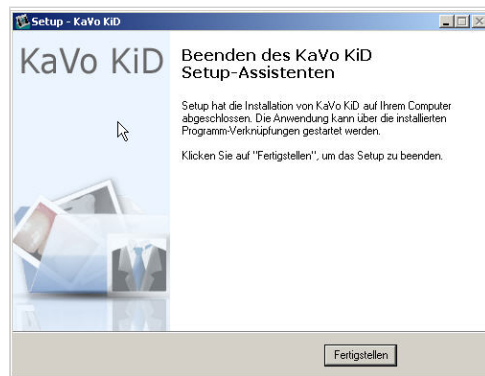 Setup - KaVo KiD
KaVo KiD
Beenden des KaVo KiD
Setup-Assistenten
Setup hat die Installation von KaVo KiD auf Ihrem Computer
abgeschlossen. Die Anwendung kann über die installierten
Programm-Verknüpfungen gestartet werden.
Klicken Sie auf "Fertigstellen", um das Setup zu beenden.
Fertigstellen